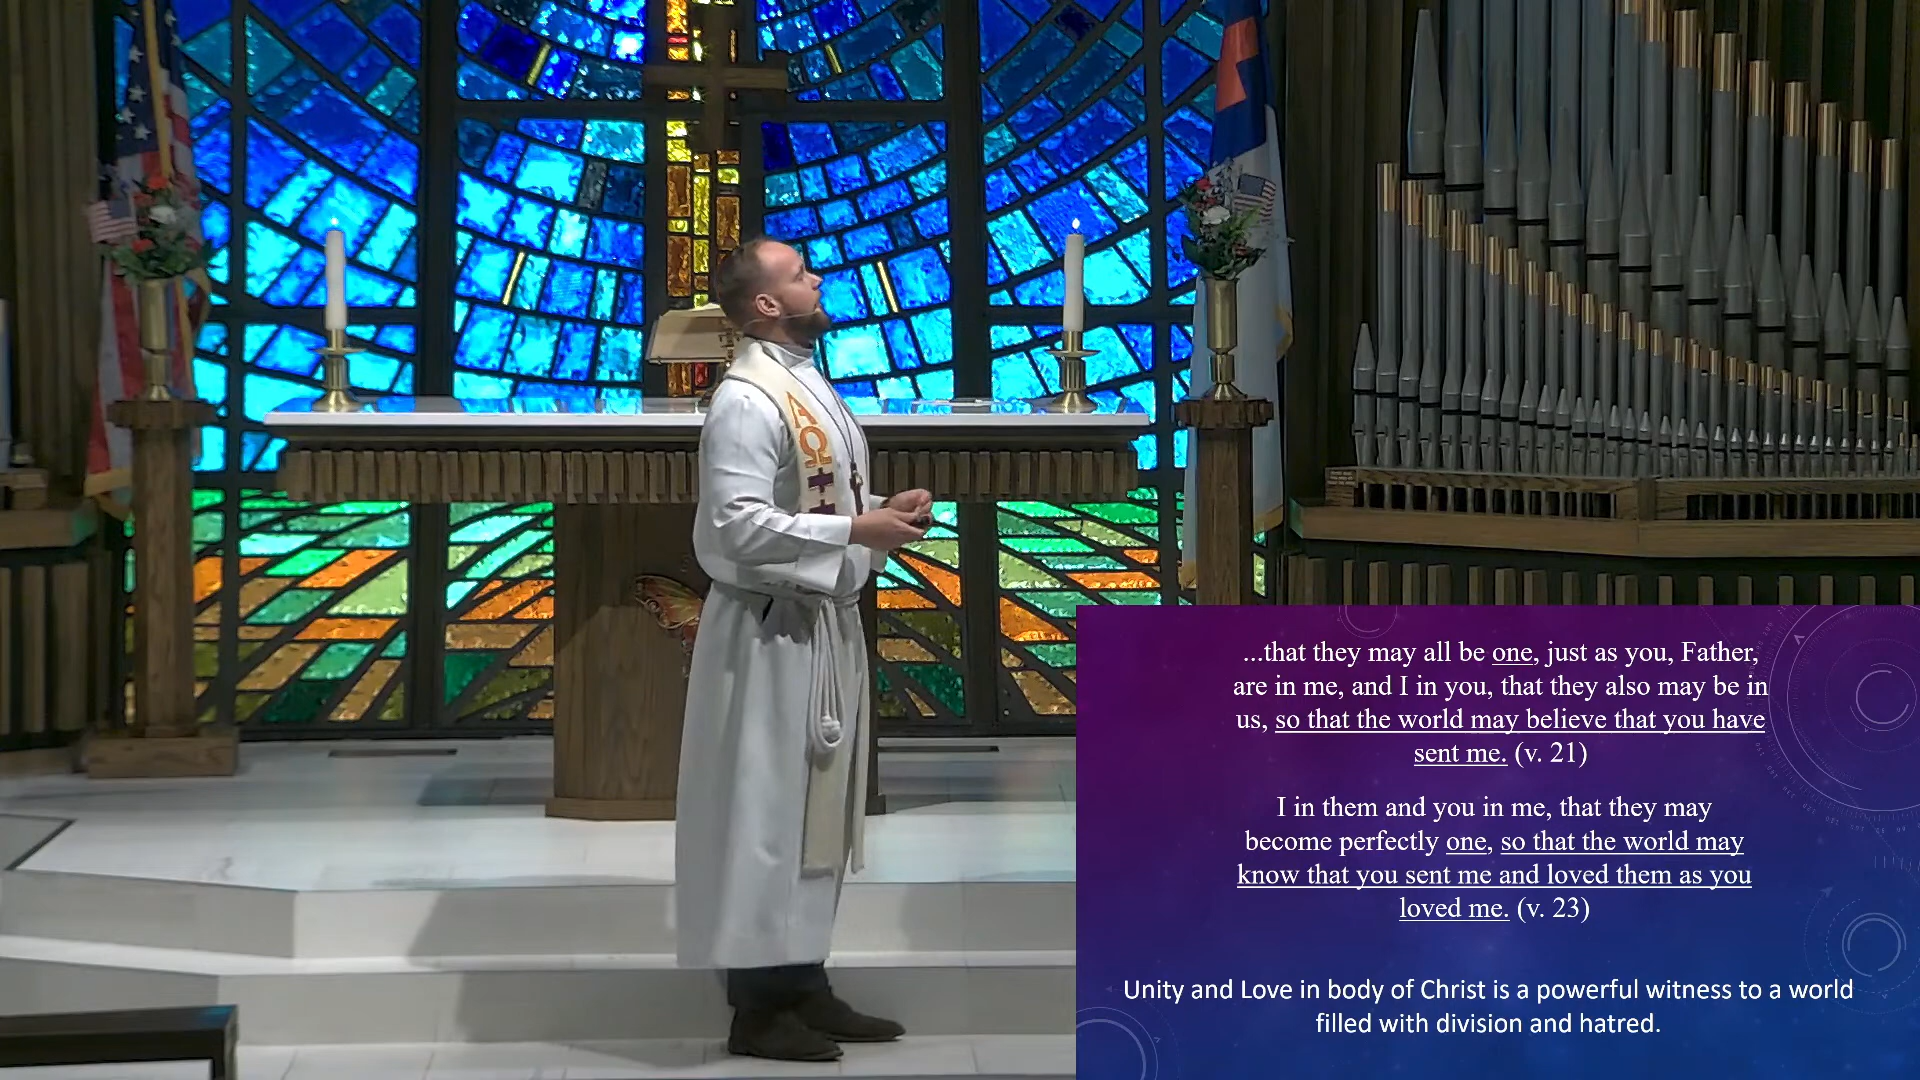 Α
Ω
...that they may all be one, just as you, Father,
are in me, and I in you, that they also may be in
us, so that the world may believe that you have
sent me. (v. 21)
I in them and you in me, that they may
become perfectly one, so that the world may
know that you sent me and loved them as you
loved me. (v. 23)
Unity and Love in body of Christ is a powerful witness to a world
filled with division and hatred.